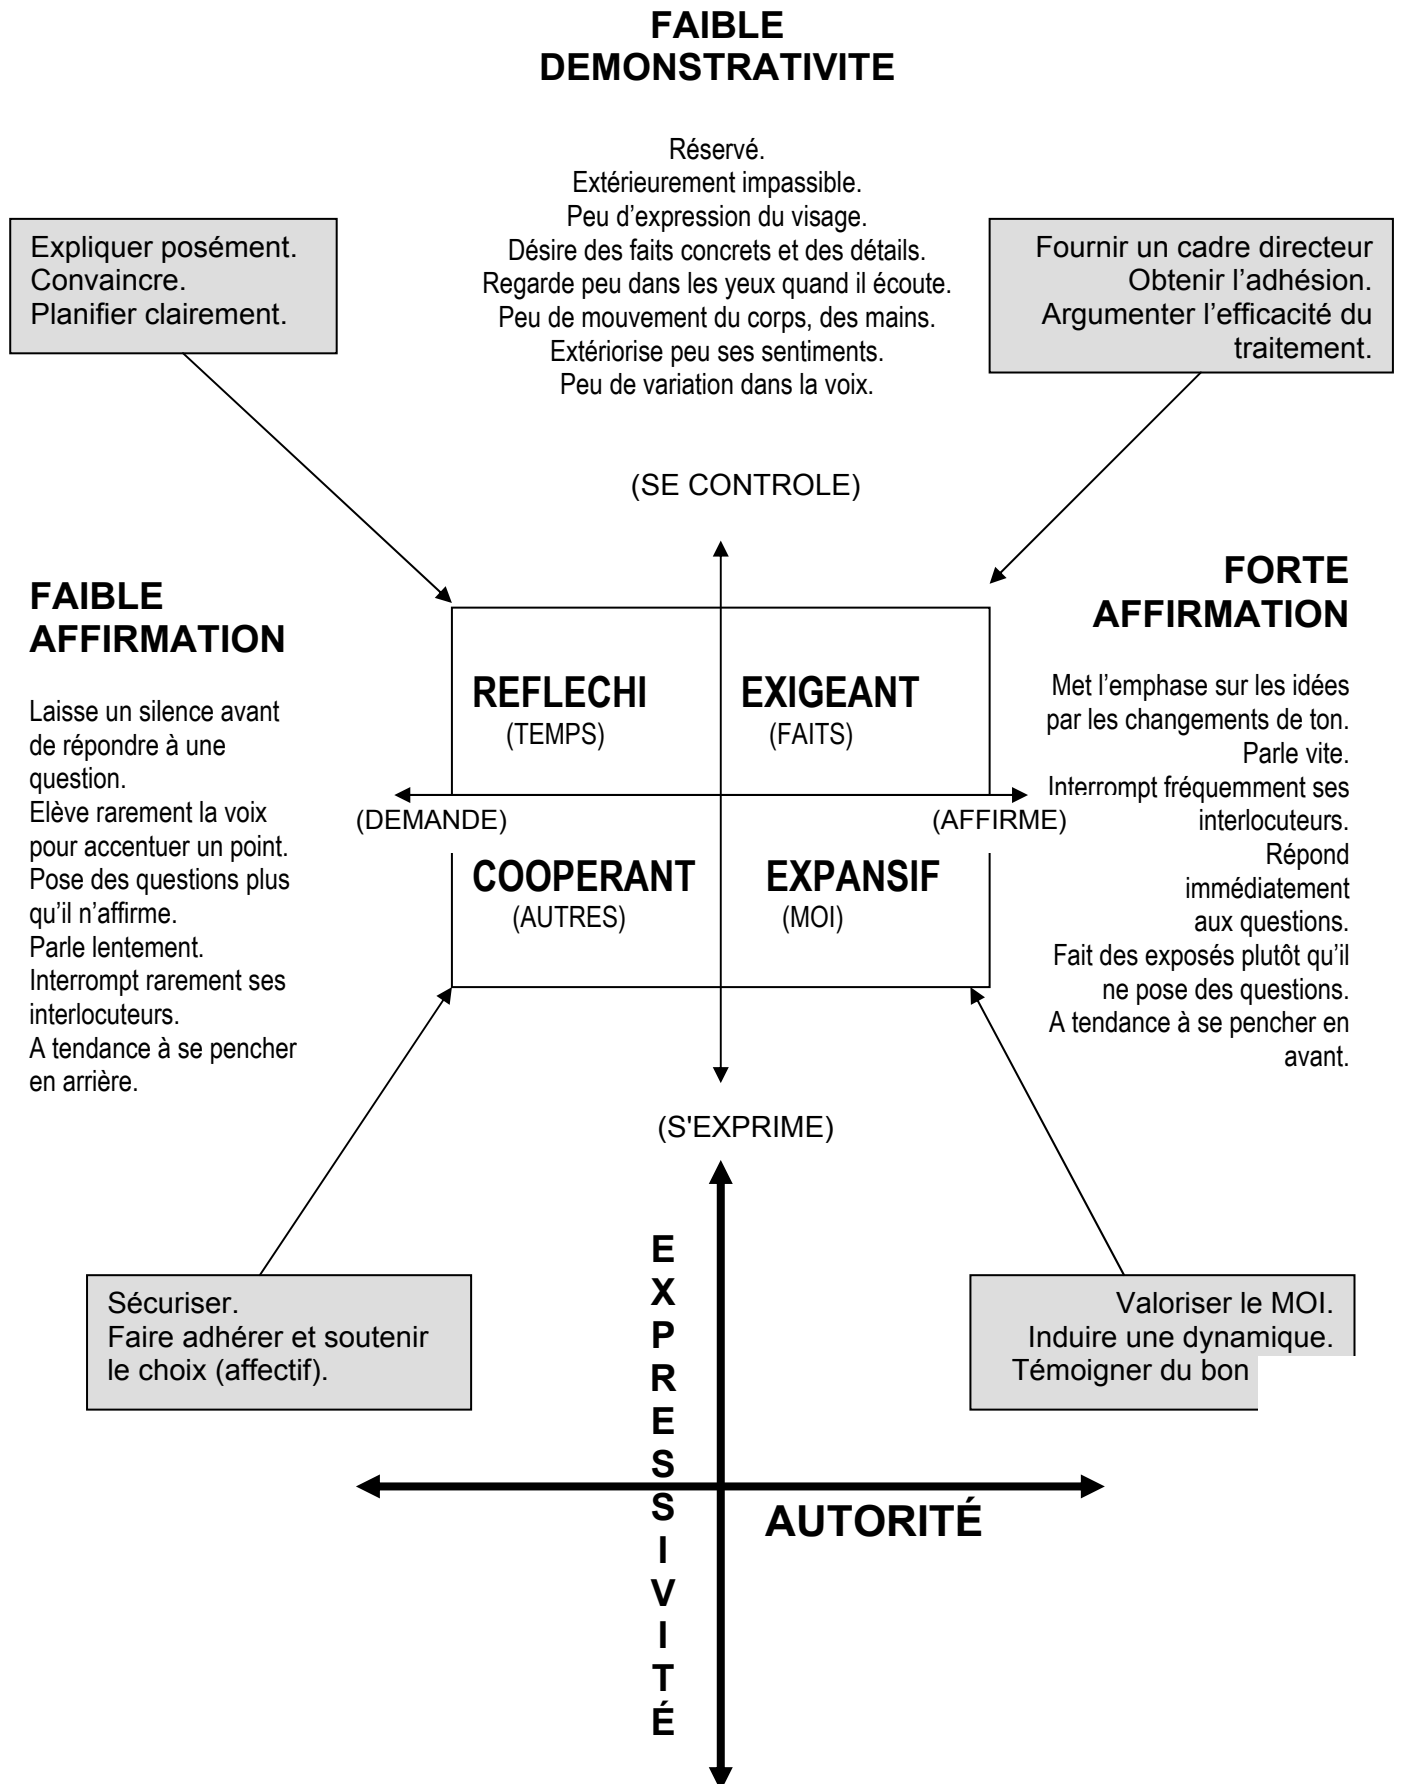 FAIBLE
DEMONSTRATIVITE
Réservé.
Extérieurement impassible.
Peu d’expression du visage.
Désire des faits concrets et des détails.
Regarde peu dans les yeux quand il écoute.
Peu de mouvement du corps, des mains.
Extériorise peu ses sentiments.
Peu de variation dans la voix.
Expliquer posément.
Convaincre.
Planifier clairement.
Fournir un cadre directeur
Obtenir l’adhésion.
Argumenter l’efficacité du
traitement.
(SE CONTROLE)
FAIBLE
AFFIRMATION
Laisse un silence avant
de répondre à une
question.
Elève rarement la voix
pour accentuer un point.
Pose des questions plus
qu’il n’affirme.
Parle lentement.
Interrompt rarement ses
interlocuteurs.
A tendance à se pencher
en arrière.
REFLECHI
(TEMPS)
EXIGEANT
(FAITS)
(DEMANDE)
(AFFIRME)
COOPERANT
(AUTRES)
EXPANSIF
(MOI)
FORTE
AFFIRMATION
Met l’emphase sur les idées
par les changements de ton.
Parle vite.
Interrompt fréquemment ses
interlocuteurs.
Répond
immédiatement
aux questions.
Fait des exposés plutôt qu’il
ne pose des questions.
A tendance à se pencher en
avant.
(S'EXPRIME)
Sécuriser.
Faire adhérer et soutenir
le choix (affectif).
Valoriser le MOI.
Induire une dynamique.
Témoigner du bon
EXPRESSIVITÉ
AUTORITÉ